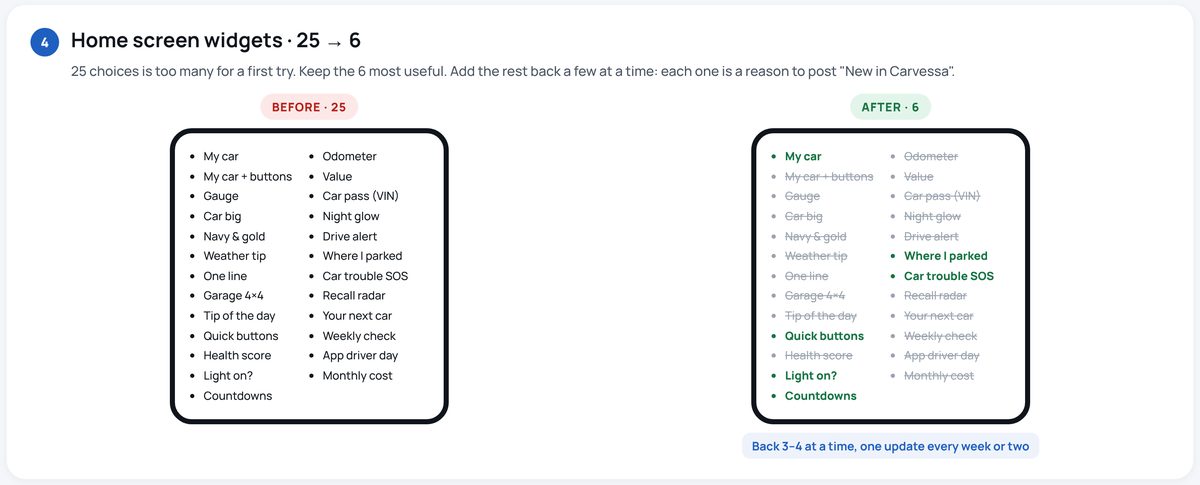 4
Home screen widgets · 25 → 6
25 choices is too many for a first try. Keep the 6 most useful. Add the rest back a few at a time: each one is a reason to post "New in Carvessa".
BEFORE · 25
• My car
• My car + buttons
• Gauge
• Car big
• Navy & gold
• Weather tip
• One line
• Garage 4×4
• Tip of the day
• Quick buttons
• Health score
• Light on?
• Countdowns
• Odometer
• Value
• Car pass (VIN)
• Night glow
• Drive alert
• Where I parked
• Car trouble SOS
• Recall radar
• Your next car
• Weekly check
• App driver day
• Monthly cost
AFTER · 6
• My car
• My car + buttons
• Gauge
• Car big
• Navy & gold
• Weather tip
• One line
• Garage 4×4
• Tip of the day
• Quick buttons
• Health score
• Light on?
• Countdowns
• Odometer
• Value
• Car pass (VIN)
• Night glow
• Drive alert
• Where I parked
• Car trouble SOS
• Recall radar
• Your next car
• Weekly check
• App driver day
• Monthly cost
Back 3–4 at a time, one update every week or two